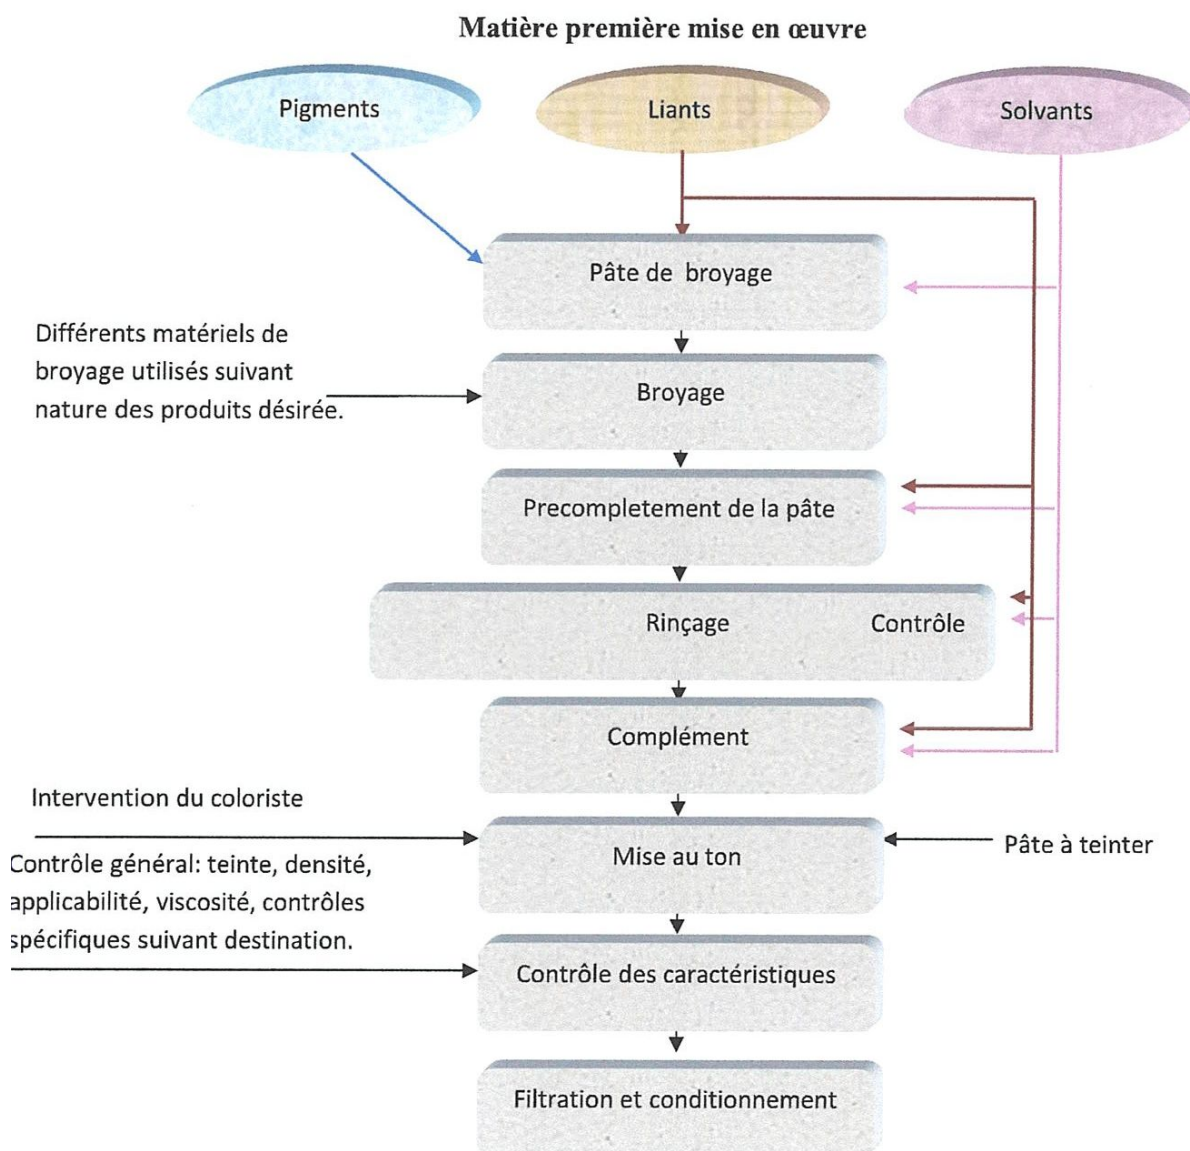 Matière première mise en œuvre
Pigments
Liants
Solvants
Pâte de broyage
Différents matériels de
broyage utilisés suivant
nature des produits désirée.
Broyage
Precompletement de la pâte
Rinçage
Contrôle
Complément
Intervention du coloriste
Mise au ton
Pâte à teinter
Contrôle général: teinte, densité,
applicabilité, viscosité, contrôles
spécifiques suivant destination.
Contrôle des caractéristiques
Filtration et conditionnement